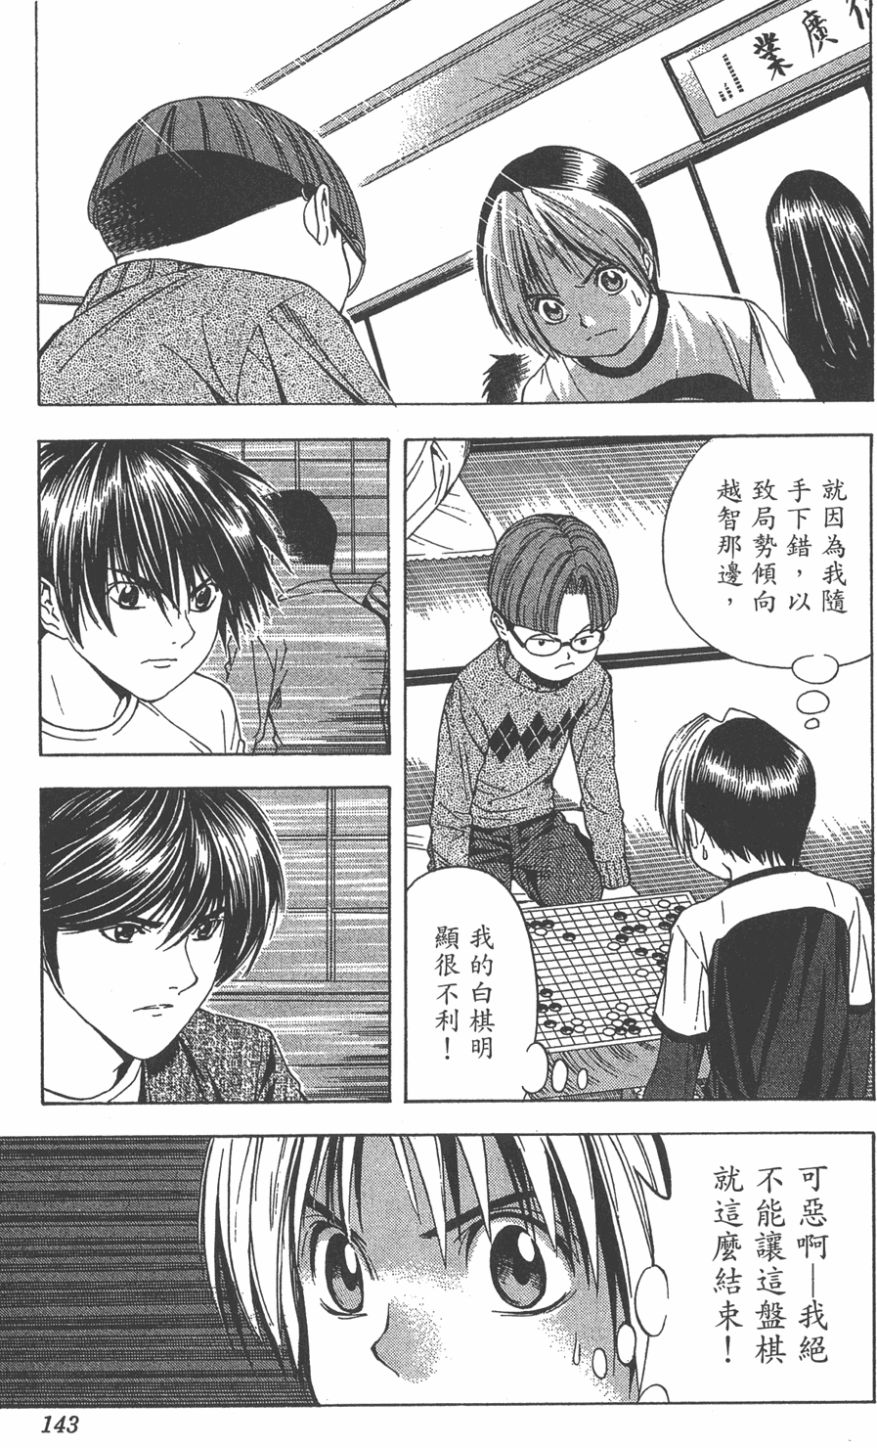 業廣
就因為我隨
手下錯，以
致局勢傾向
越智那邊，
我的白棋明
顯很不利！
可惡啊—我絕
不能讓這盤棋
就這麼結束！
143